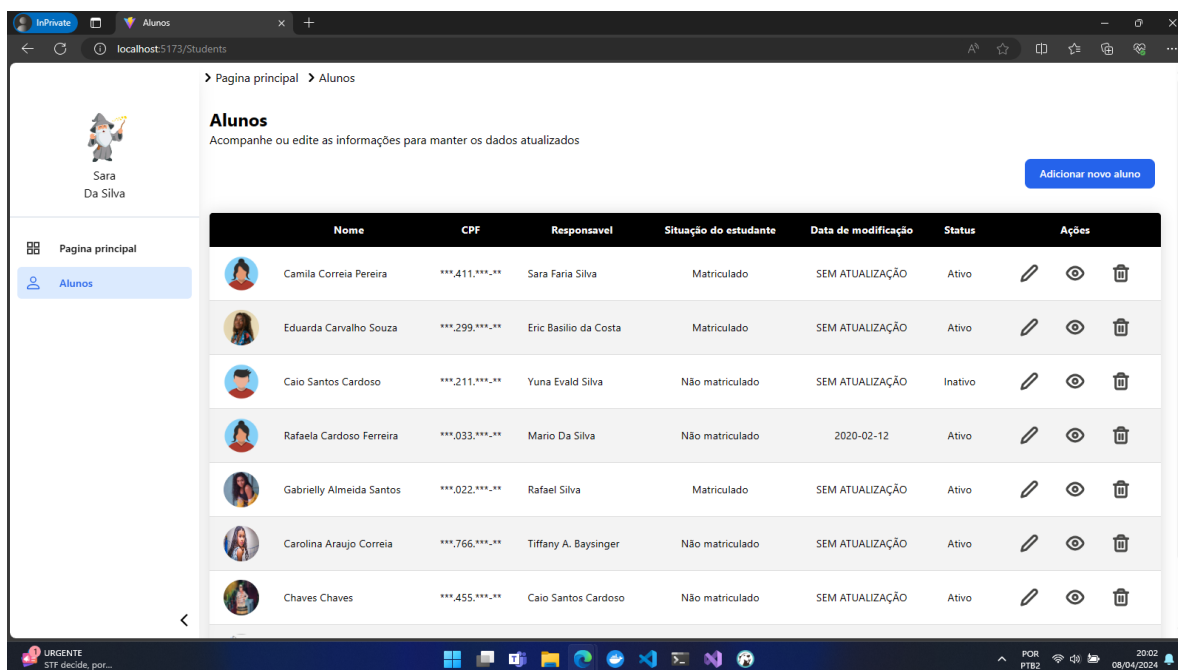 InPrivate
Alunos
localhost:5173/Students
Pagina principal Alunos
Sara
Da Silva
Pagina principal
Alunos
Alunos
Acompanhe ou edite as informações para manter os dados atualizados
Adicionar novo aluno
Nome CPF Responsavel Situação do estudante Data de modificação Status Ações
Camila Correia Pereira ***.411.***-** Sara Faria Silva Matriculado SEM ATUALIZAÇÃO Ativo
Eduarda Carvalho Souza ***.299.***-** Eric Basilio da Costa Matriculado SEM ATUALIZAÇÃO Ativo
Caio Santos Cardoso ***.211.***-** Yuna Evald Silva Não matriculado SEM ATUALIZAÇÃO Inativo
Rafaela Cardoso Ferreira ***.033.***-** Mario Da Silva Não matriculado 2020-02-12 Ativo
Gabrielly Almeida Santos ***.022.***-** Rafael Silva Matriculado SEM ATUALIZAÇÃO Ativo
Carolina Araujo Correia ***.766.***-** Tiffany A. Baysinger Não matriculado SEM ATUALIZAÇÃO Ativo
Chaves Chaves ***.455.***-** Caio Santos Cardoso Não matriculado SEM ATUALIZAÇÃO Ativo
1 URGENTE
STF decide, por...
POR
PTB2
20:02
08/04/2024